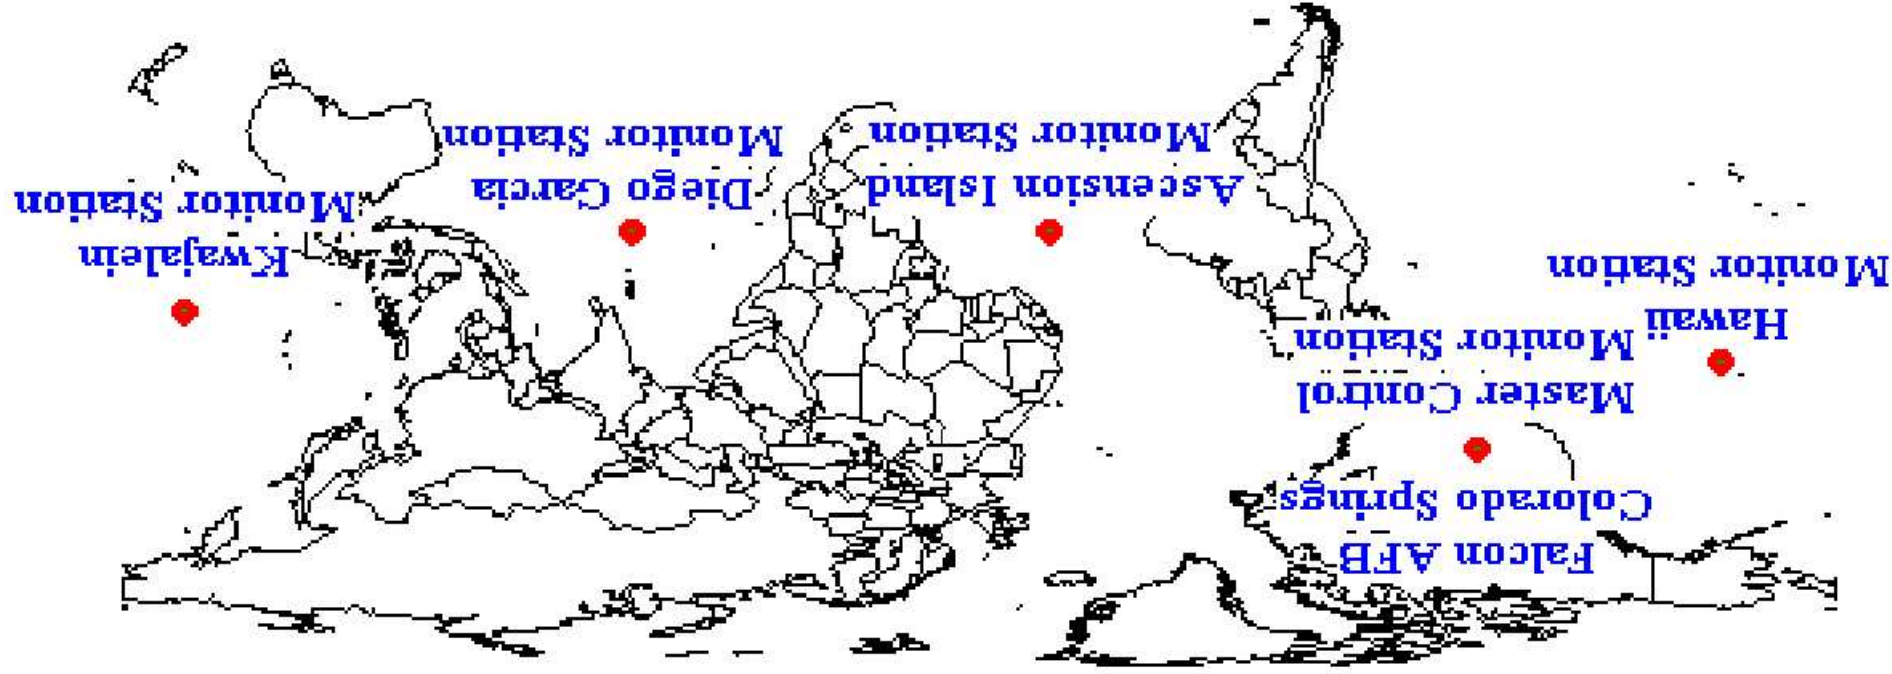 Falcon AFB
Colorado Springs
Master Control
Monitor Station
Hawaii
Monitor Station
Ascension Island
Monitor Station
Diego Garcia
Monitor Station
Kwajalein
Monitor Station